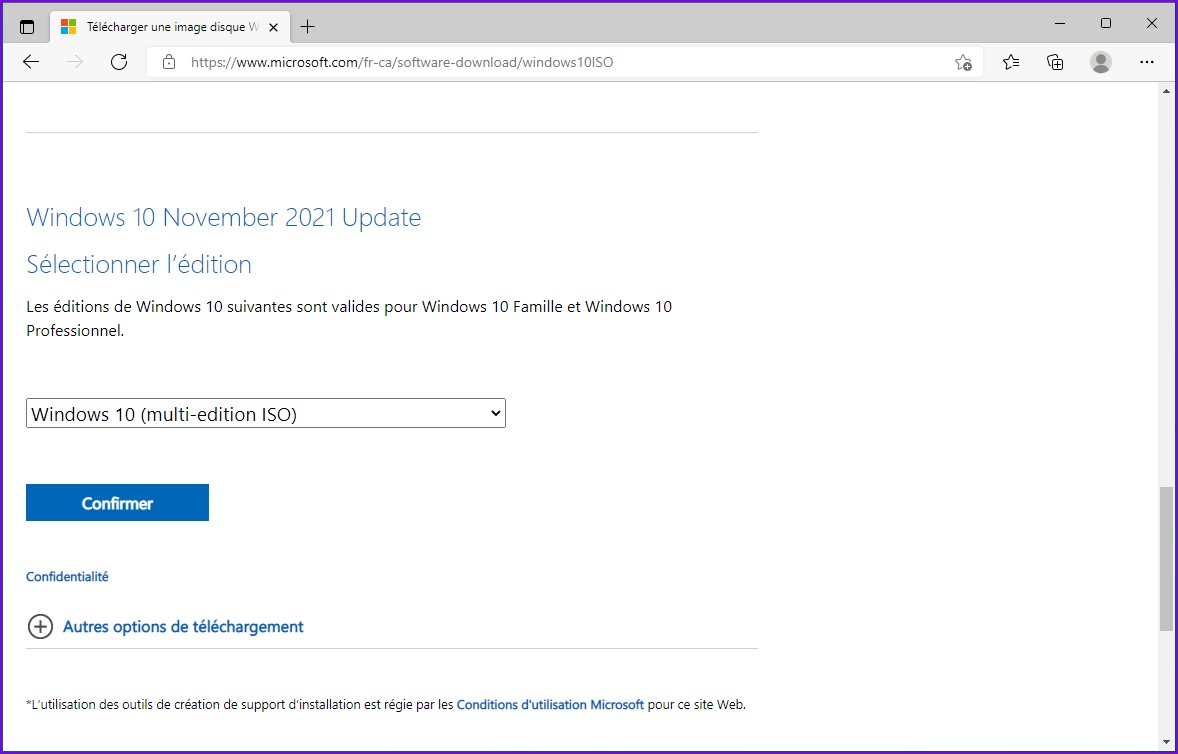 Télécharger une image disque W
https://www.microsoft.com/fr-ca/software-download/windows10ISO
Windows 10 November 2021 Update
Sélectionner l’édition
Les éditions de Windows 10 suivantes sont valides pour Windows 10 Famille et Windows 10
Professionnel.
Windows 10 (multi-edition ISO)
Confirmer
Confidentialité
Autres options de téléchargement
*L’utilisation des outils de création de support d’installation est régie par les Conditions d'utilisation Microsoft pour ce site Web.